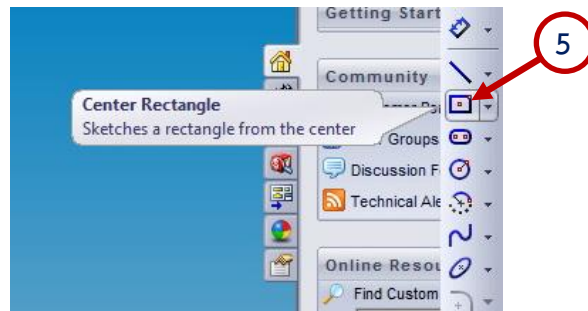 Getting Start
5
Community
Center Rectangle
Sketches a rectangle from the center
Groups
Discussion F
Technical Ale
Online Resou
Find Custom